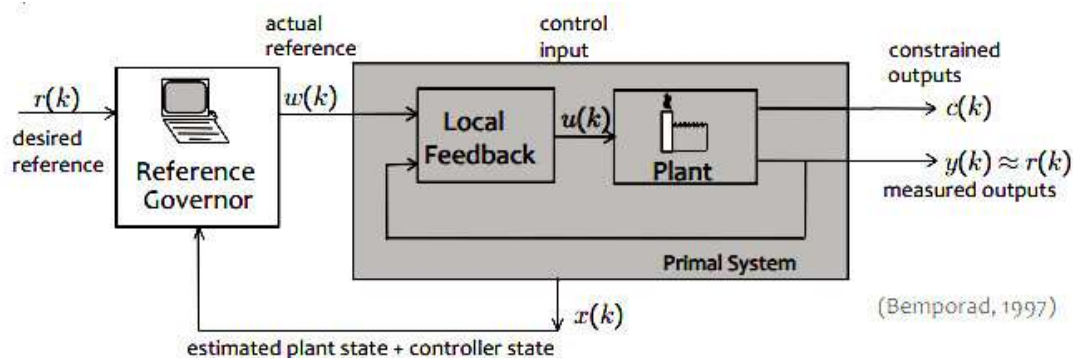 actual
reference
control
input
constrained
outputs
r(k)
desired
reference
Reference
Governor
w(k)
Local
Feedback
u(k)
Plant
c(k)
y(k) ≈ r(k)
measured outputs
Primal System
x(k)
(Bemporad, 1997)
estimated plant state + controller state